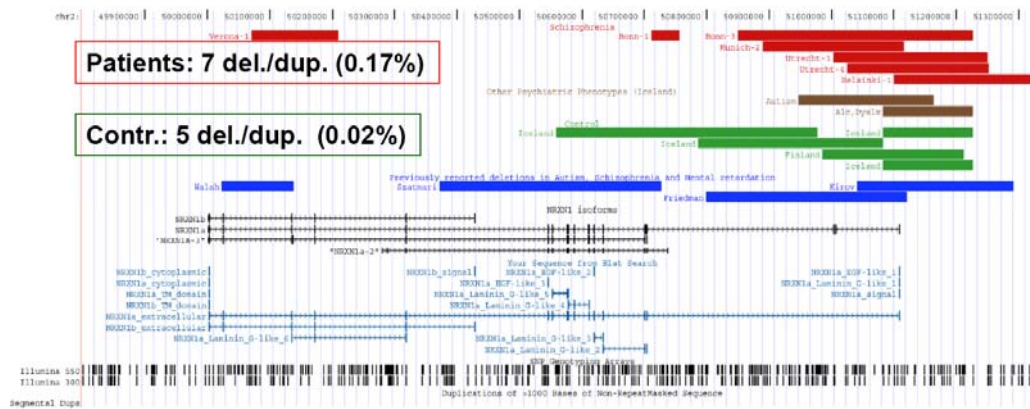 chr2: 49900000 50000000 50100000 50200000 50300000 50400000 50500000 50600000 50700000 50800000 50900000 51000000 51100000 51200000 51300000
Schizophrenia
Verona-1 Bonn-1 Bonn-3
Munich-2
Patients: 7 del./dup. (0.17%)
Utrecht-1
Utrecht-4
Helsinki-1
Other Psychiatric Phenotypes (Iceland)
Autism
Alc,Dysls
Contr.: 5 del./dup. (0.02%)
Control
Iceland Iceland
Iceland
Finland
Iceland
Previously reported deletions in Autism, Schizophrenia and Mental retardation
Walsh Szatmari Kirov
Friedman
NRXN1 isoforms
NRXN1b
NRXN1a
"NRXN1a-3"
"NRXN1a-2"
Your Sequence from Blat Search
NRXN1b_cytoplasmic NRXN1b_signal NRXN1a_EGF-like_2 NRXN1a_EGF-like_1
NRXN1a_cytoplasmic NRXN1a_EGF-like_3 NRXN1a_Laminin_G-like_1
NRXN1a_TM_domain NRXN1a_Laminin_G-like_5 NRXN1a_signal
NRXN1b_TM_domain NRXN1a_Laminin_G-like_4
NRXN1a_extracellular
NRXN1b_extracellular
NRXN1a_Laminin_G-like_6 NRXN1a_Laminin_G-like_3
NRXN1a_Laminin_G-like_2
SNP Genotyping Arrays
Illumina 550
Illumina 300
Duplications of >1000 Bases of Non-RepeatMasked Sequence
Segmental Dups